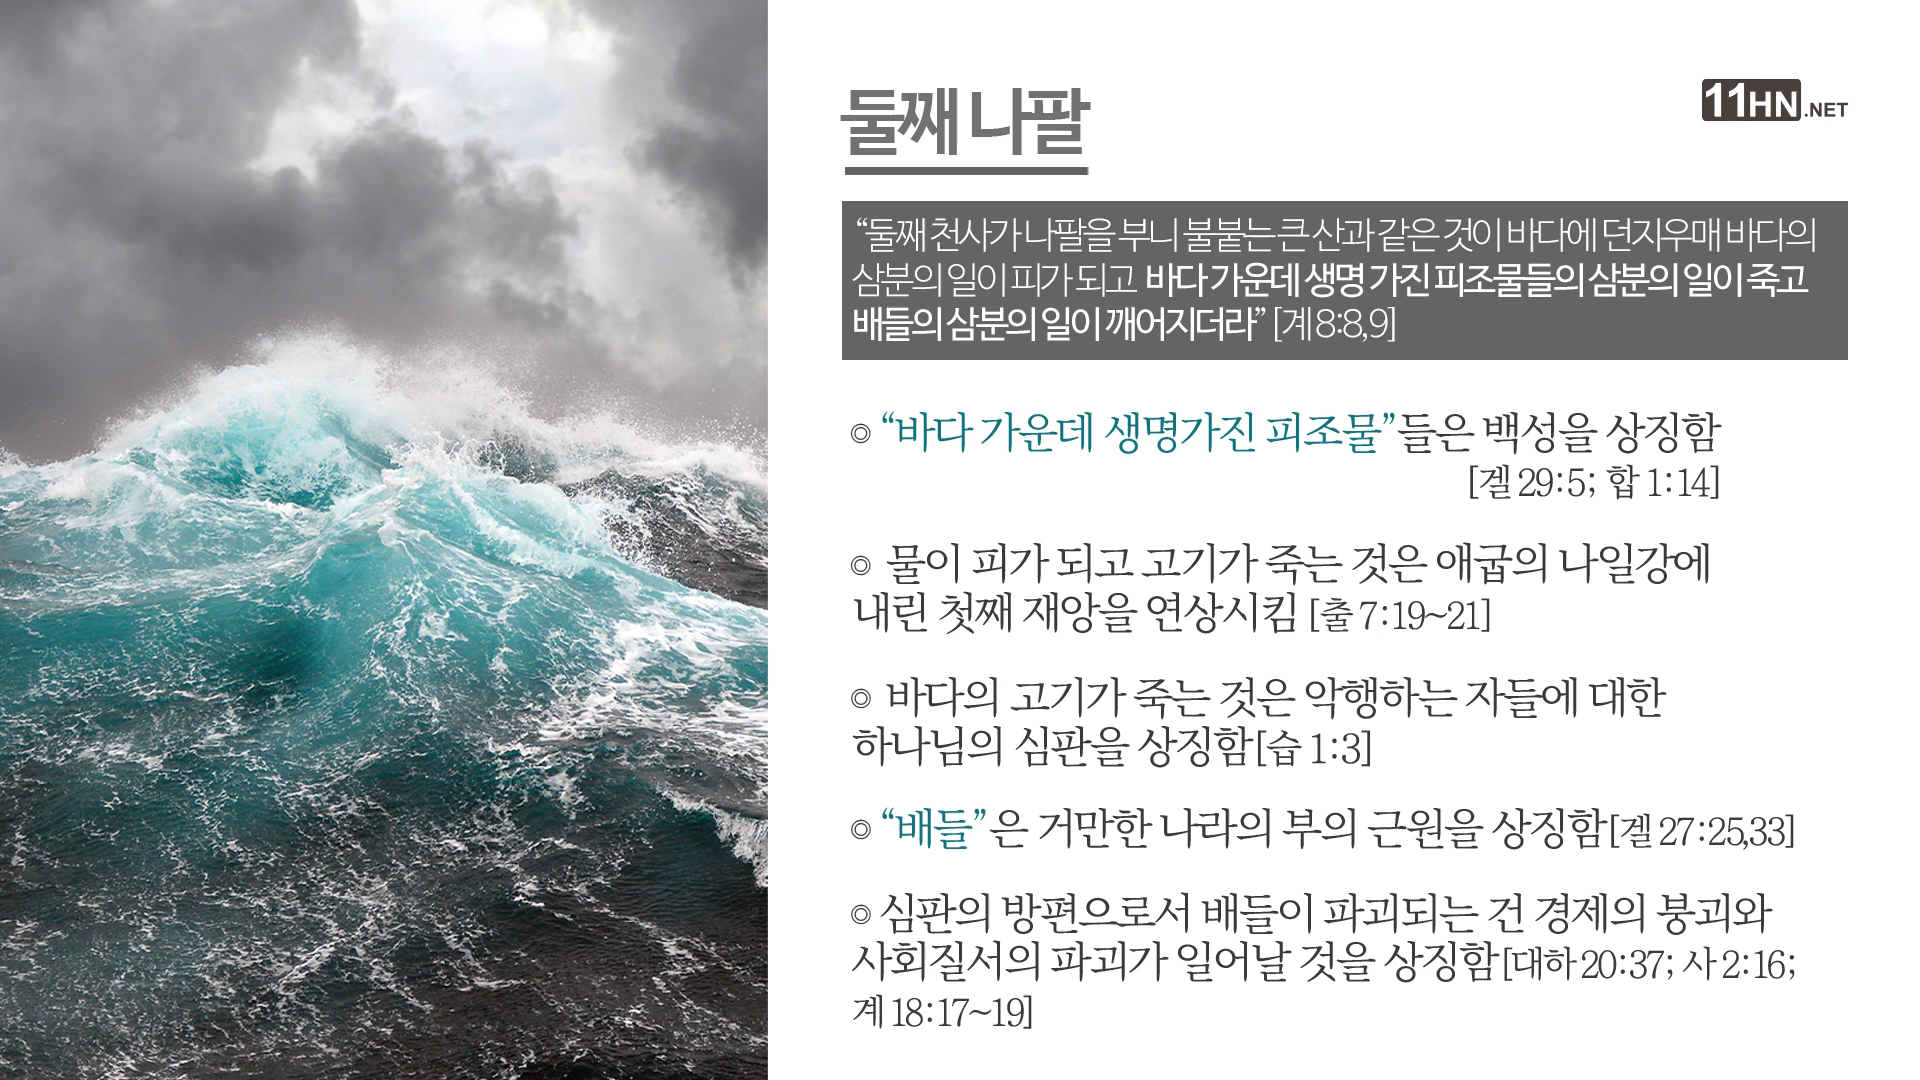 둘째 나팔
11HN.NET
“둘째 천사가 나팔을 부니 불붙는 큰 산과 같은 것이 바다에 던지우매 바다의
삼분의 일이 피가 되고 바다 가운데 생명 가진 피조물들의 삼분의 일이 죽고
배들의 삼분의 일이 깨어지더라” [계 8:8,9]
◎ “바다 가운데 생명가진 피조물”들은 백성을 상징함
[겔 29:5; 합 1:14]
◎ 물이 피가 되고 고기가 죽는 것은 애굽의 나일강에
내린 첫째 재앙을 연상시킴 [출 7:19~21]
◎ 바다의 고기가 죽는 것은 악행하는 자들에 대한
하나님의 심판을 상징함[습 1:3]
◎ “배들”은 거만한 나라의 부의 근원을 상징함[겔 27:25,33]
◎ 심판의 방편으로서 배들이 파괴되는 건 경제의 붕괴와
사회질서의 파괴가 일어날 것을 상징함[대하 20:37; 사 2:16;
계 18:17~19]